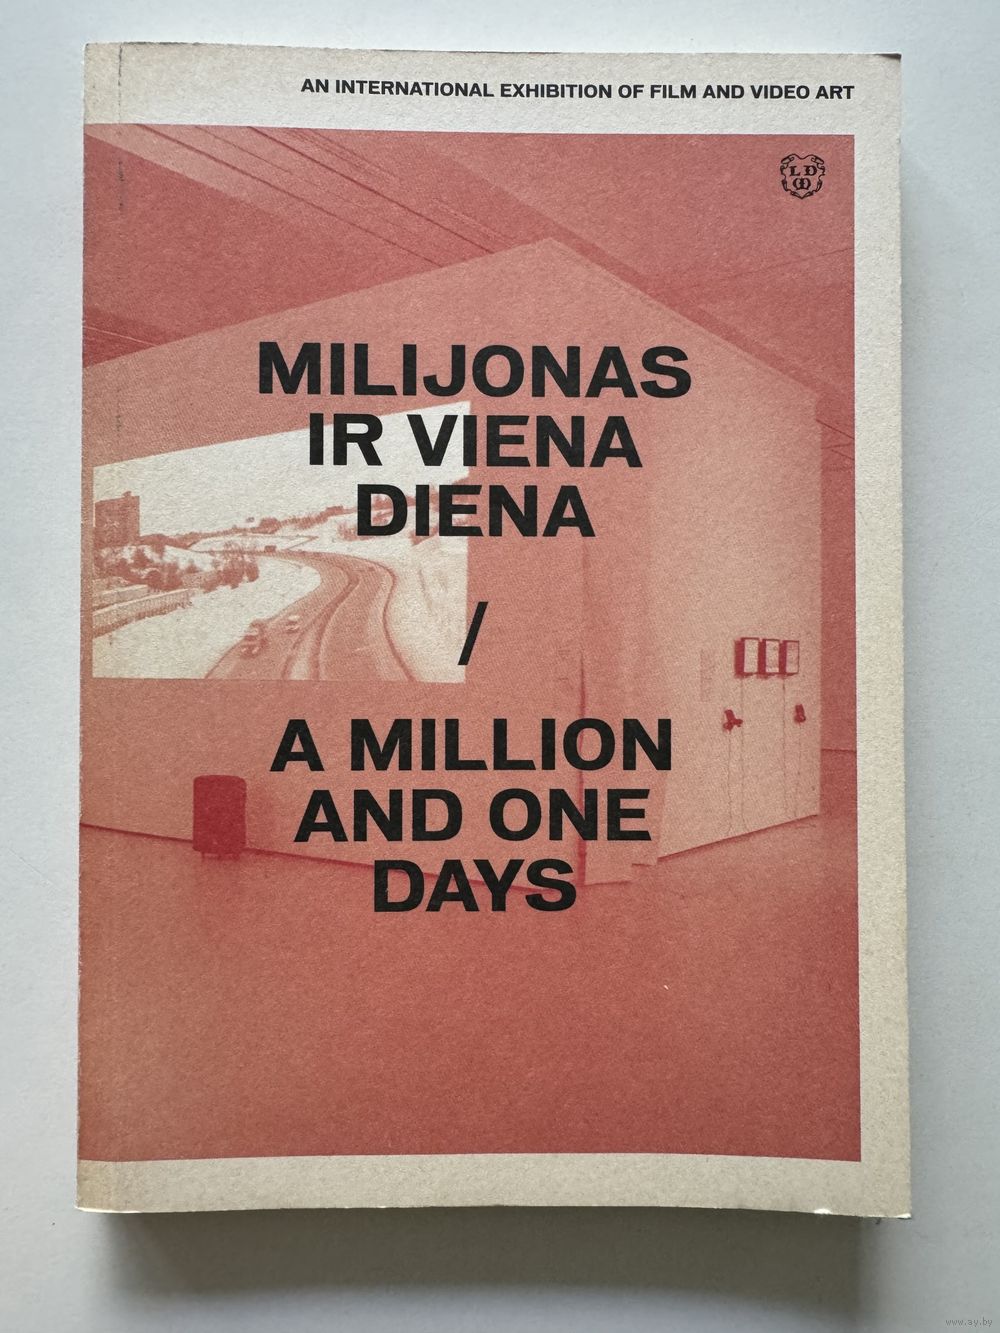 AN INTERNATIONAL EXHIBITION OF FILM AND VIDEO ART
LD
MILIJONAS
IR VIENA
DIENA
/
A MILLION
AND ONE
DAYS
www.ay.by